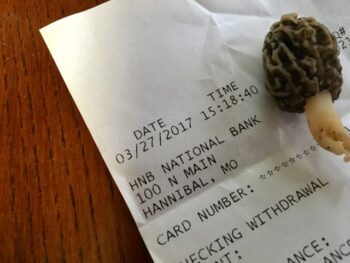 DATE TIME
03/27/2017 15:18:40
HNB NATIONAL BANK
100 N MAIN
HANNIBAL, MO
CARD NUMBER: ********
CHECKING WITHDRAWAL